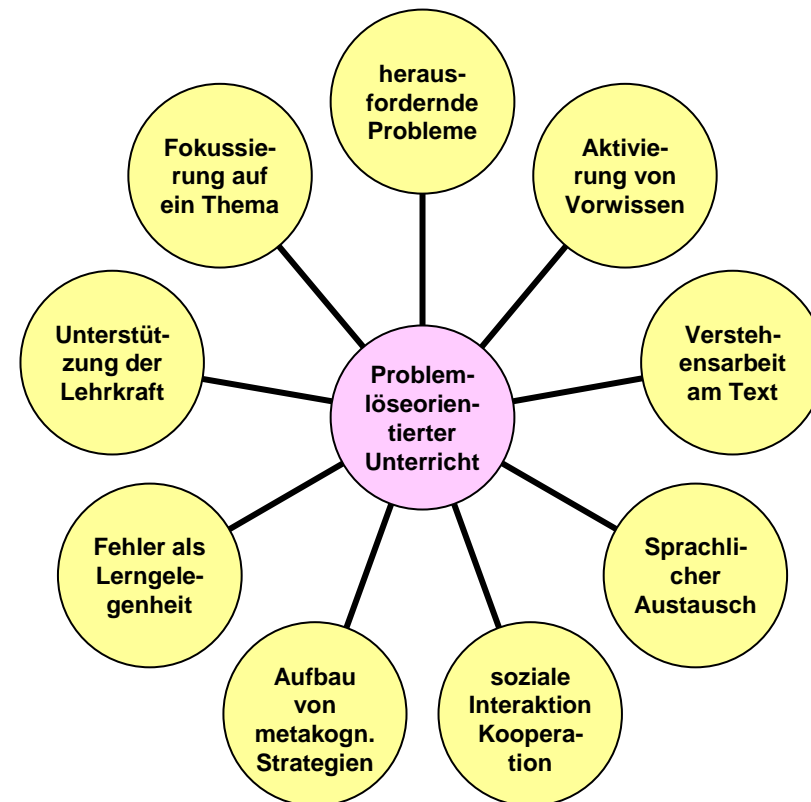 heraus-
fordernde
Probleme
Aktivie-
rung von
Vorwissen
Versteh-
ensarbeit
am Text
Sprachli-
cher
Austausch
soziale
Interaktion
Koopera-
tion
Aufbau
von
metakogn.
Strategien
Fehler als
Lerngele-
genheit
Unterstüt-
zung der
Lehrkraft
Fokussie-
rung auf
ein Thema
Problem-
löseorien-
tierter
Unterricht